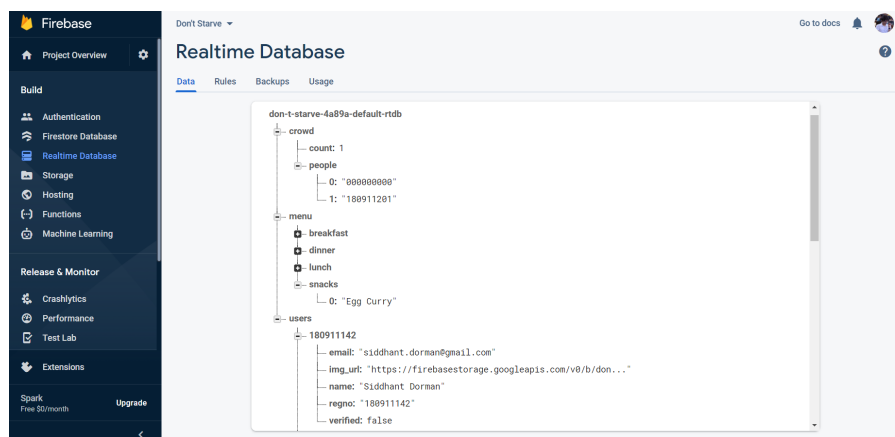 Firebase
Don't Starve
Go to docs
Project Overview
Realtime Database
Data Rules Backups Usage
Build
Authentication
Firestore Database
Realtime Database
Storage
Hosting
Functions
Machine Learning
Release & Monitor
Crashlytics
Performance
Test Lab
Extensions
Spark
Free $0/month
Upgrade
don-t-starve-4a89a-default-rtdb
crowd
count: 1
people
0: "000000000"
1: "180911201"
menu
breakfast
dinner
lunch
snacks
0: "Egg Curry"
users
180911142
email: "siddhant.dorman@gmail.com"
img_url: "https://firebasestorage.googleapis.com/v0/b/don..."
name: "Siddhant Dorman"
regno: "180911142"
verified: false